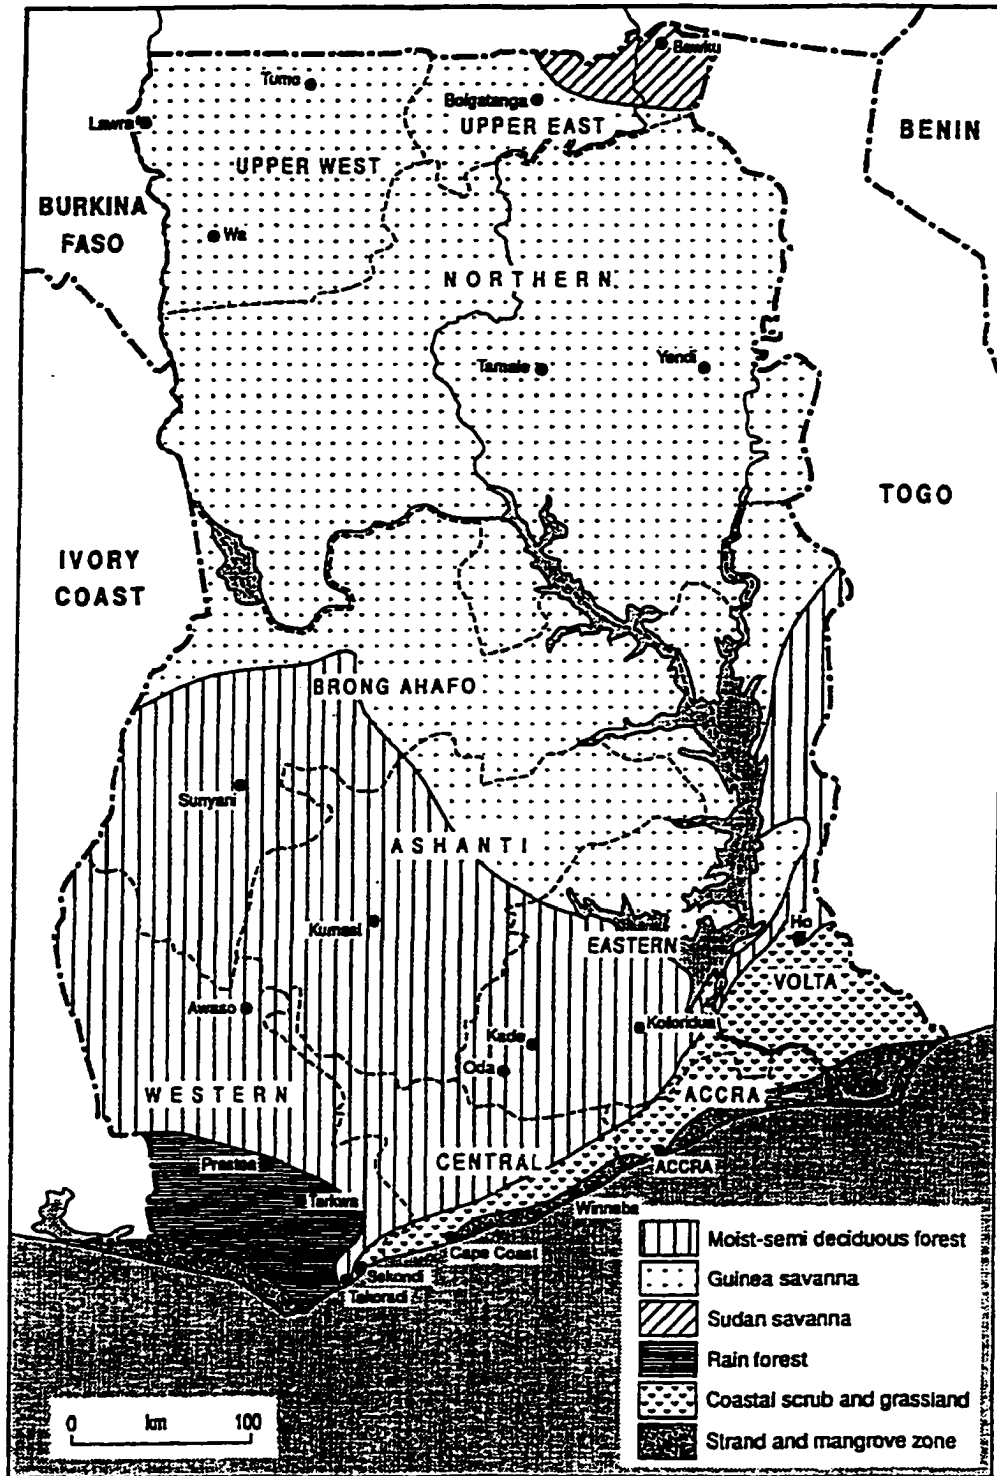 Bawku
Tumo
Bolgatanga
Lawra
UPPER EAST
BENIN
UPPER WEST
BURKINA
FASO
Wa
NORTHERN
Tamale
Yendi
TOGO
IVORY
COAST
BRONG AHAFO
Sunyani
ASHANTI
Kumasi
Ho
EASTERN
VOLTA
Awaso
Koforidua
Kade
Oda
WESTERN
ACCRA
CENTRAL
ACCRA
Prestea
Tarkwa
Winneba
Cape Coast
Sekondi
Takoradi
Moist-semi deciduous forest
Guinea savanna
Sudan savanna
Rain forest
Coastal scrub and grassland
Strand and mangrove zone
0 km 100